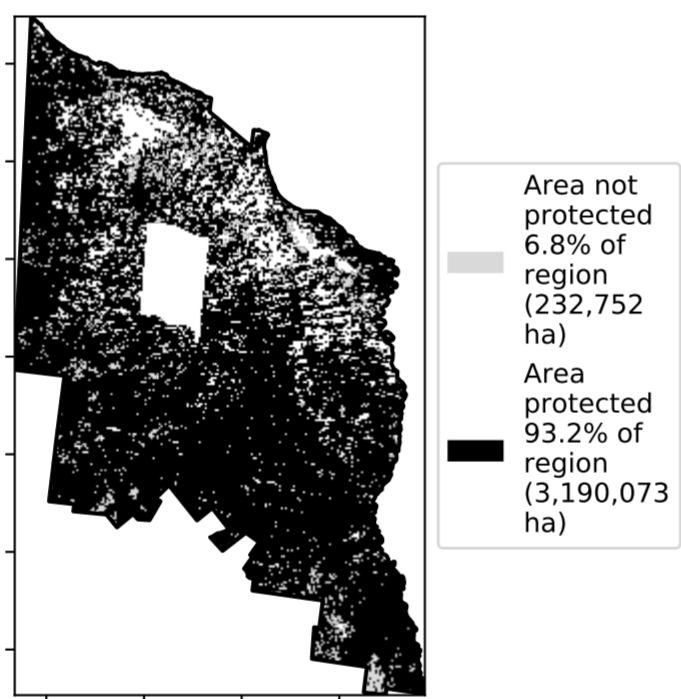 Area not
protected
6.8% of
region
(232,752
ha)
Area
protected
93.2% of
region
(3,190,073
ha)